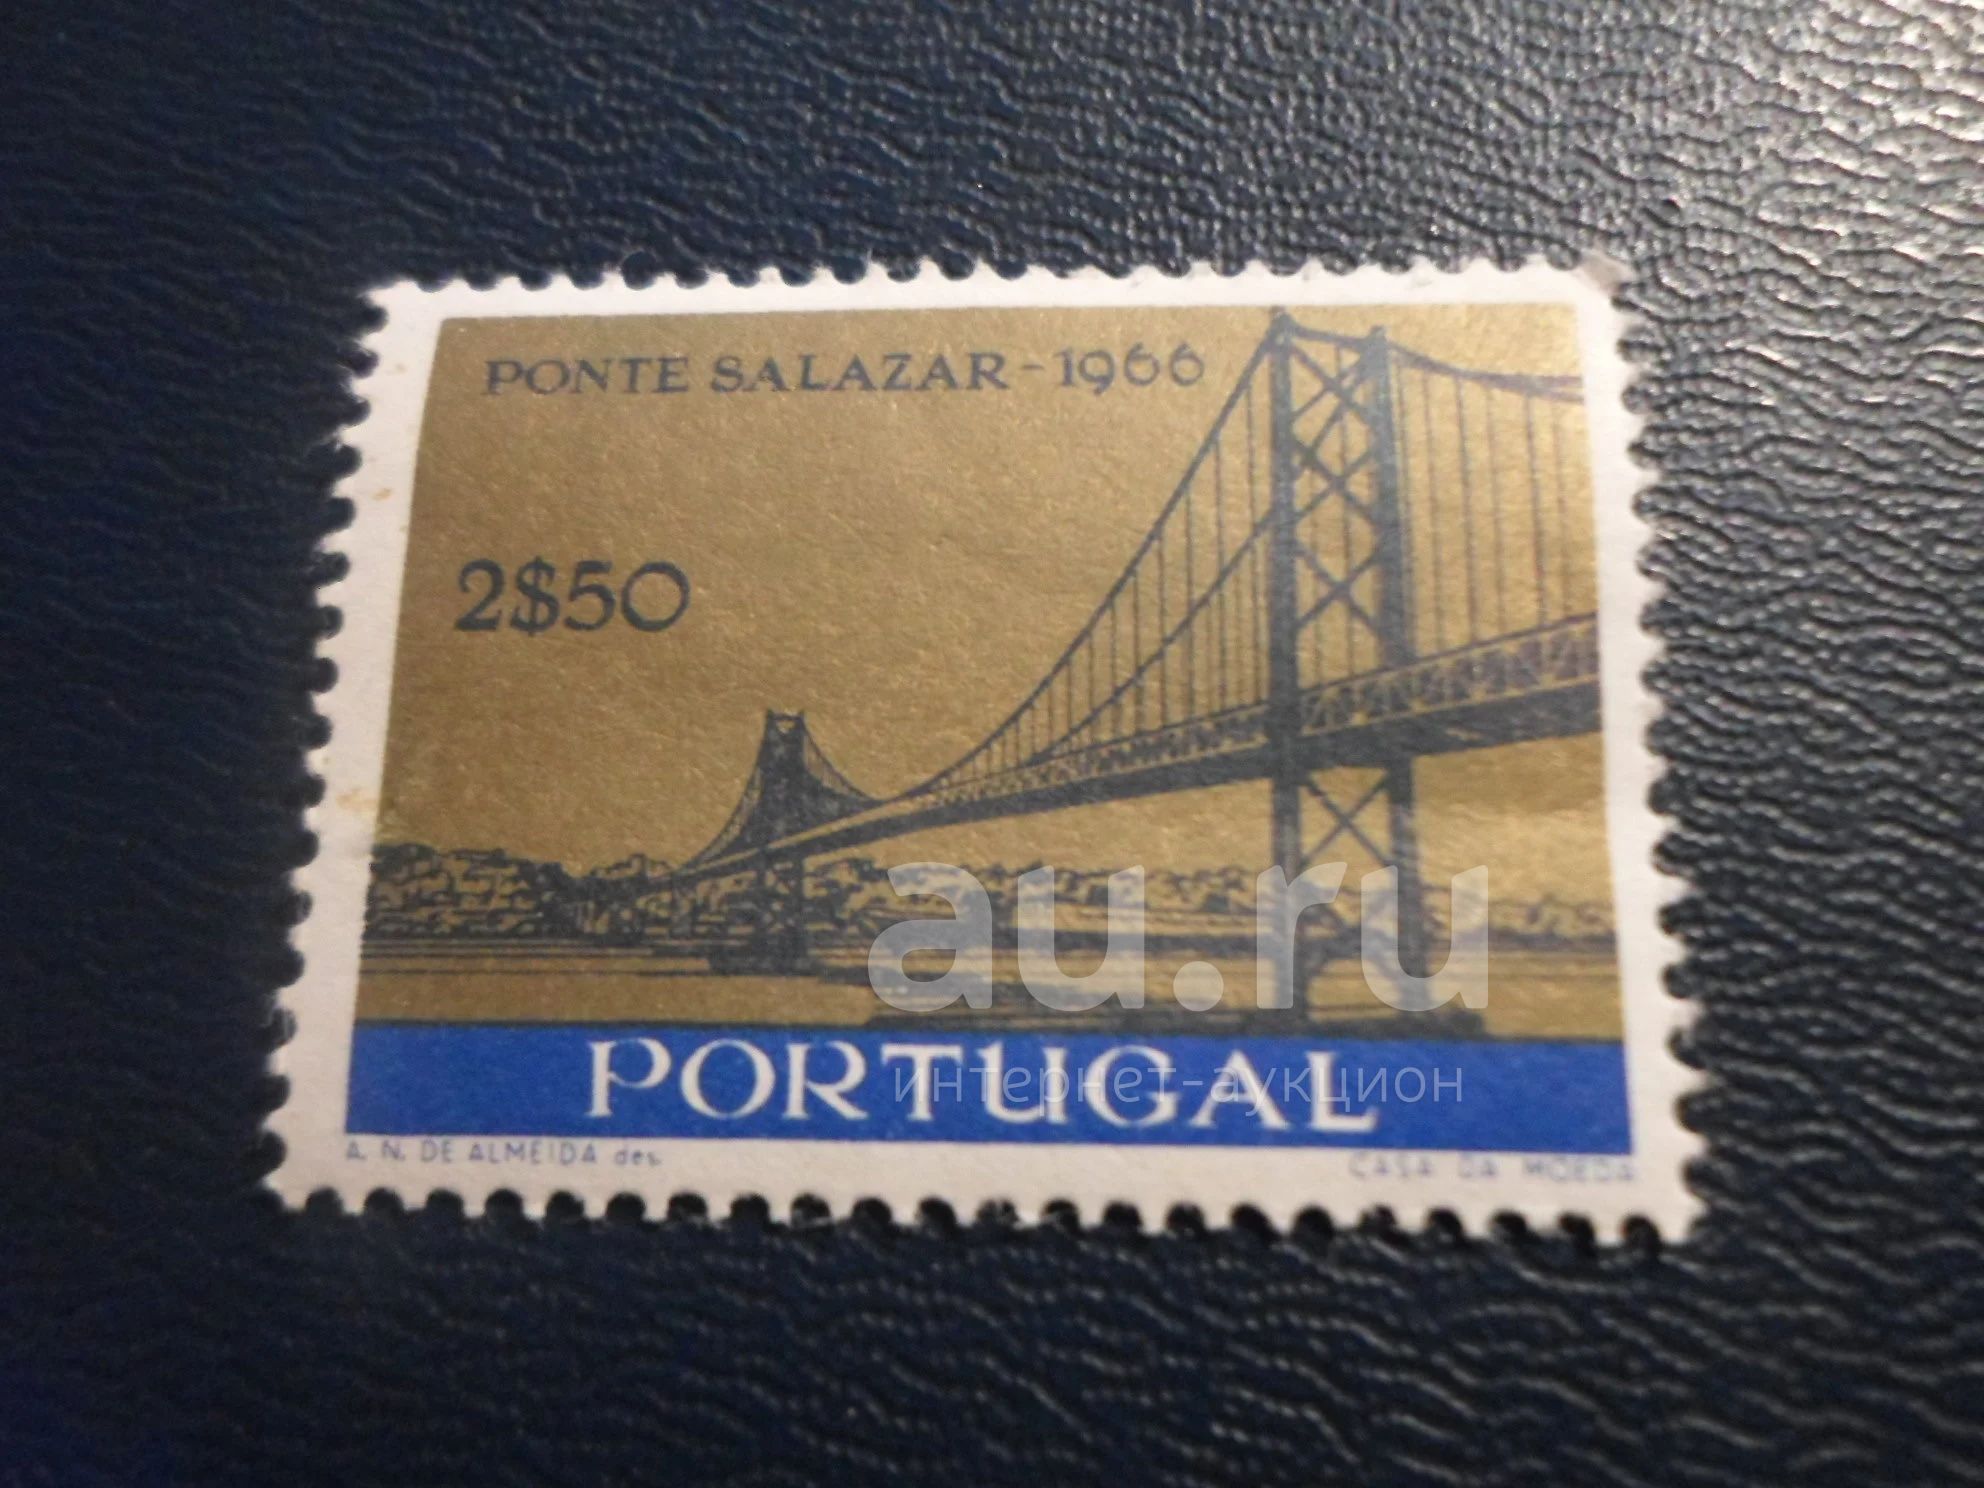 PONTE SALAZAR - 1966
2$50
au.ru
PORTUGAL
интернет-аукцион
A. N. DE ALMEIDA des.
CASA DA MOEDA